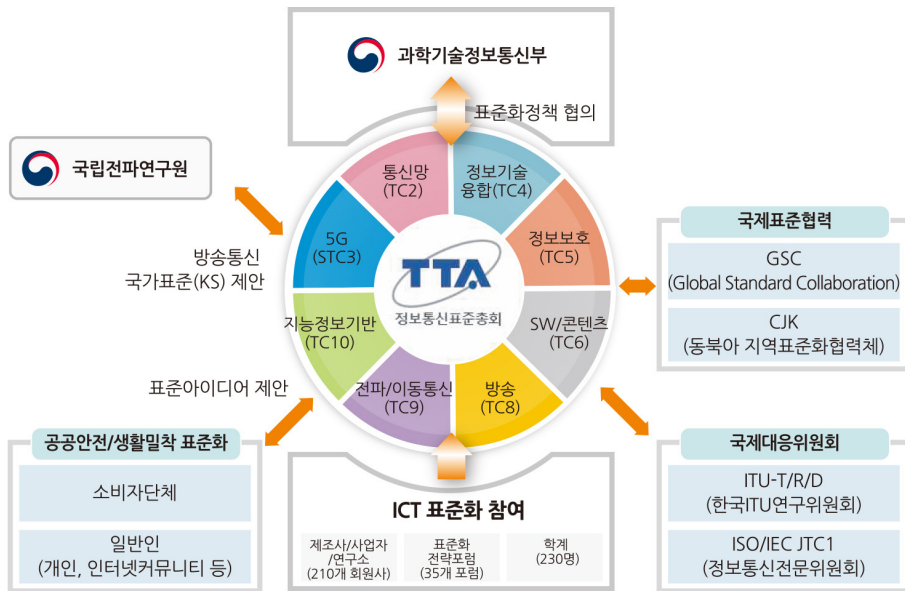 과학기술정보통신부
표준화정책 협의
국립전파연구원
방송통신
국가표준(KS) 제안
통신망
(TC2)
정보기술
융합(TC4)
5G
(STC3)
정보보호
(TC5)
TTA
정보통신표준총회
지능정보기반
(TC10)
SW/콘텐츠
(TC6)
전파/이동통신
(TC9)
방송
(TC8)
국제표준협력
GSC
(Global Standard Collaboration)
CJK
(동북아 지역표준화협력체)
표준아이디어 제안
공공안전/생활밀착 표준화
소비자단체
일반인
(개인, 인터넷커뮤니티 등)
ICT 표준화 참여
제조사/사업자
/연구소
(210개 회원사)
표준화
전략포럼
(35개 포럼)
학계
(230명)
국제대응위원회
ITU-T/R/D
(한국ITU연구위원회)
ISO/IEC JTC1
(정보통신전문위원회)